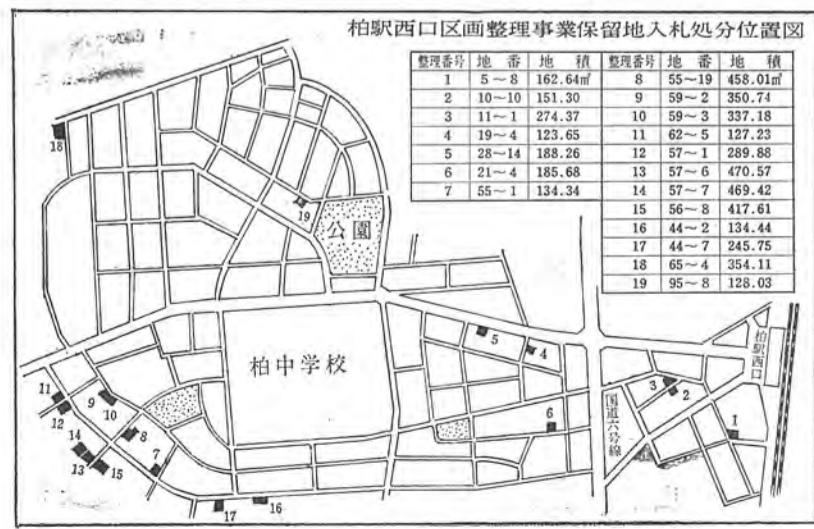 柏駅西口区画整理事業保留地入札処分位置図
整理番号 地番 地積 整理番号 地番 地積
1 5～8 162.64㎡ 8 55～19 458.01㎡
2 10～10 151.30 9 59～2 350.74
3 11～1 274.37 10 59～3 337.18
4 19～4 123.65 11 62～5 127.23
5 28～14 188.26 12 57～1 289.88
6 21～4 185.68 13 57～6 470.57
7 55～1 134.34 14 57～7 469.42
15 56～8 417.61
16 44～2 134.44
17 44～7 245.75
18 65～4 354.11
19 95～8 128.03
18
19
公園
柏中学校
5
4
柏駅西口
国道六号線
3
2
1
6
11
12
9
10
8
14
13
15
7
17
16